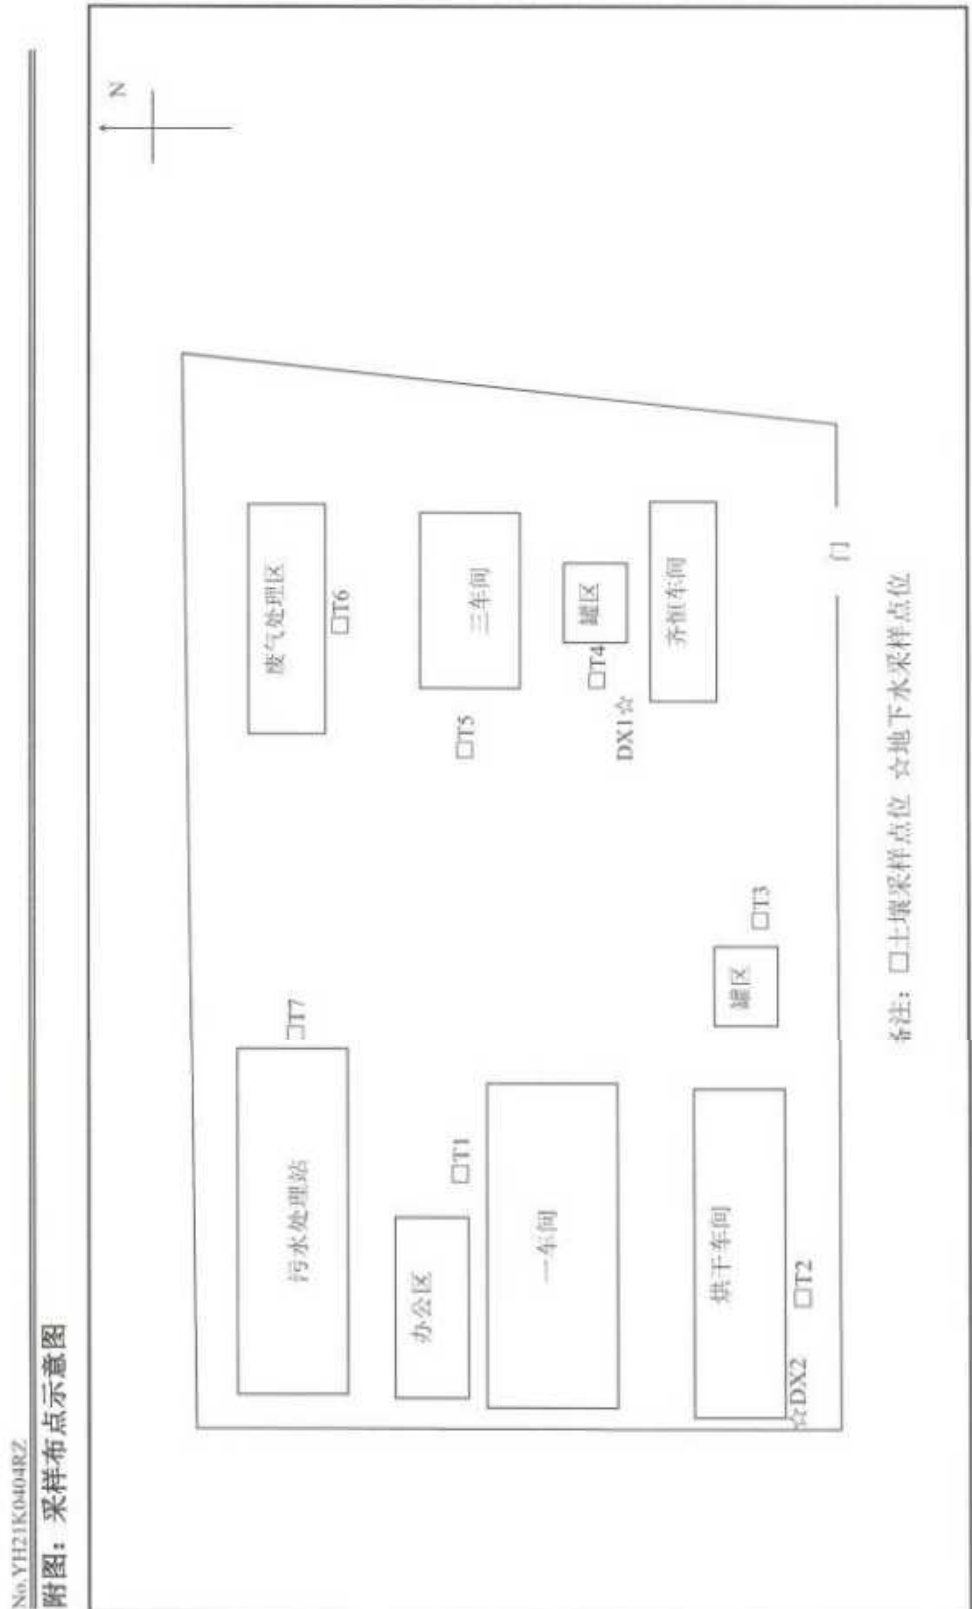 No.YH21K0404RZ
附图：采样布点示意图
N
污水处理站
□T7
废气处理区
□T6
办公区
□T1
□T5
三车间
一车间
□T4
罐区
DX1☆
齐恒车间
烘干车间
罐区
□T3
☆DX2
□T2
门
备注：□土壤采样点位 ☆地下水采样点位